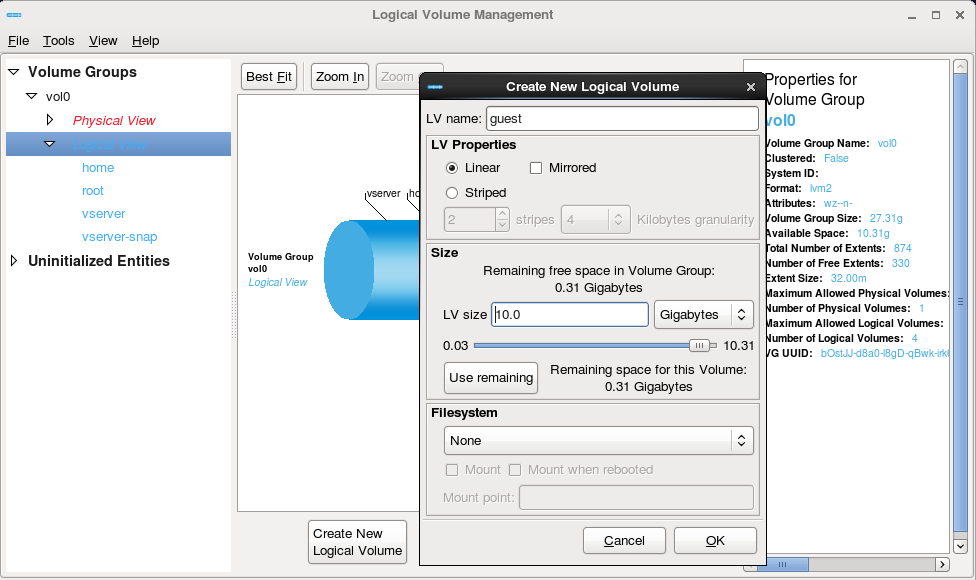 Logical Volume Management
File Tools View Help
Volume Groups
vol0
Physical View
Logical View
home
root
vserver
vserver-snap
Uninitialized Entities
Best Fit Zoom In Zoom
vserver
Volume Group
vol0
Logical View
Create New
Logical Volume
Create New Logical Volume
LV name: guest
LV Properties
Linear Mirrored
Striped
2 stripes 4 Kilobytes granularity
Size
Remaining free space in Volume Group:
0.31 Gigabytes
LV size 10.0 Gigabytes
0.03 10.31
Use remaining
Remaining space for this Volume:
0.31 Gigabytes
Filesystem
None
Mount Mount when rebooted
Mount point:
Cancel OK
Properties for
Volume Group
vol0
Volume Group Name: vol0
Clustered: False
System ID:
Format: lvm2
Attributes: wz--n-
Volume Group Size: 27.31g
Available Space: 10.31g
Total Number of Extents: 874
Number of Free Extents: 330
Extent Size: 32.00m
Maximum Allowed Physical Volumes:
Number of Physical Volumes: 1
Maximum Allowed Logical Volumes:
Number of Logical Volumes: 4
VG UUID: